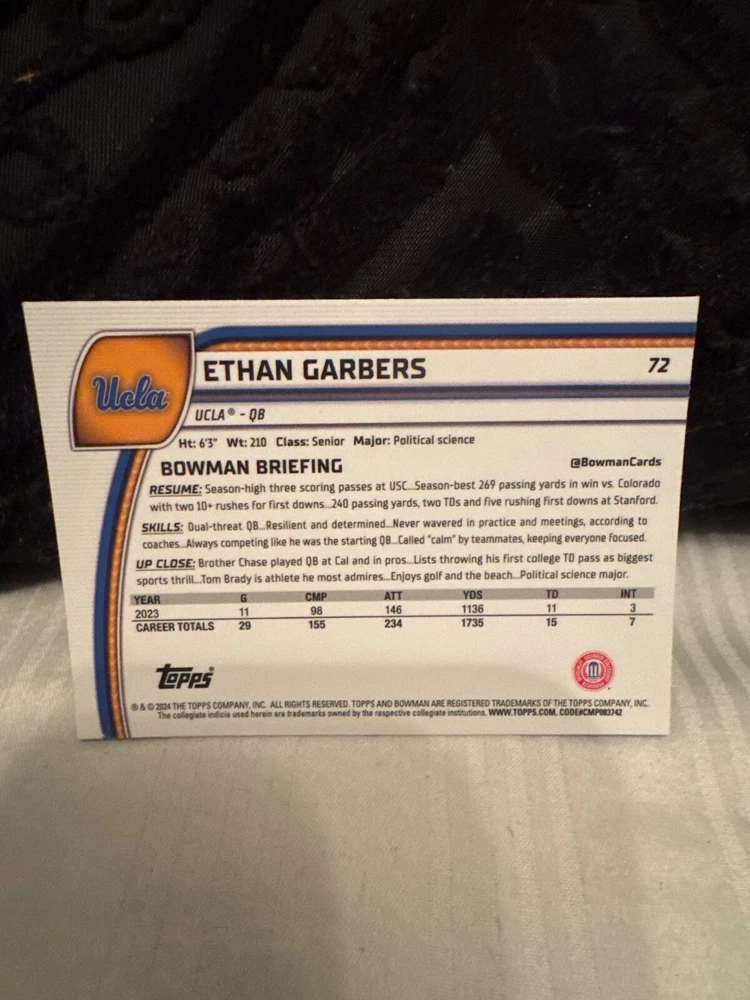 Ucla
ETHAN GARBERS
72
UCLA® - QB
Ht: 6'3" Wt: 210 Class: Senior Major: Political science
BOWMAN BRIEFING
@BowmanCards
RESUME: Season-high three scoring passes at USC...Season-best 269 passing yards in win vs. Colorado
with two 10+ rushes for first downs...240 passing yards, two TDs and five rushing first downs at Stanford.
SKILLS: Dual-threat QB...Resilient and determined...Never wavered in practice and meetings, according to
coaches...Always competing like he was the starting QB...Called "calm" by teammates, keeping everyone focused.
UP CLOSE: Brother Chase played QB at Cal and in pros...Lists throwing his first college TD pass as biggest
sports thrill...Tom Brady is athlete he most admires...Enjoys golf and the beach...Political science major.
YEAR G CMP ATT YDS TD INT
2023 11 98 146 1136 11 3
CAREER TOTALS 29 155 234 1735 15 7
topps
® & © 2024 THE TOPPS COMPANY, INC. ALL RIGHTS RESERVED. TOPPS AND BOWMAN ARE REGISTERED TRADEMARKS OF THE TOPPS COMPANY, INC.
The collegiate indicia used herein are trademarks owned by the respective collegiate institutions. WWW.TOPPS.COM. CODE#CMP083742